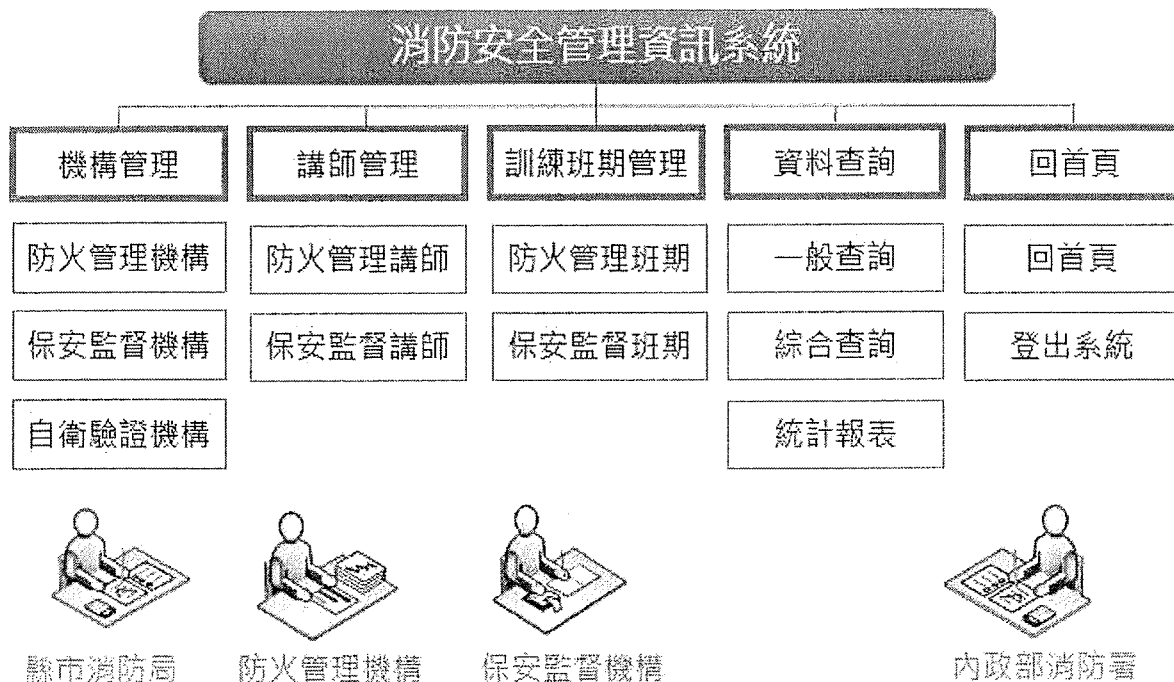 消防安全管理資訊系統
機構管理 講師管理 訓練班期管理 資料查詢 回首頁
防火管理機構 防火管理講師 防火管理班期 一般查詢 回首頁
保安監督機構 保安監督講師 保安監督班期 綜合查詢 登出系統
自衛驗證機構 統計報表
縣市消防局 防火管理機構 保安監督機構 內政部消防署